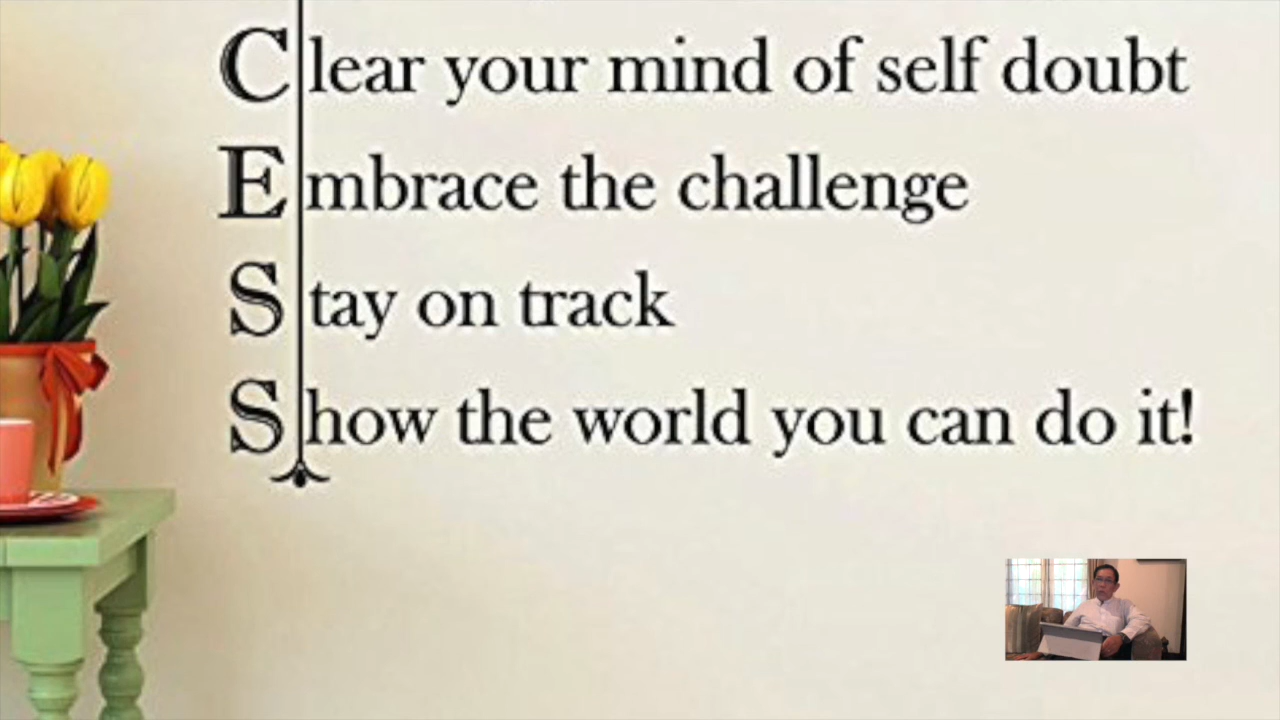 Clear your mind of self doubt
Embrace the challenge
Stay on track
Show the world you can do it!